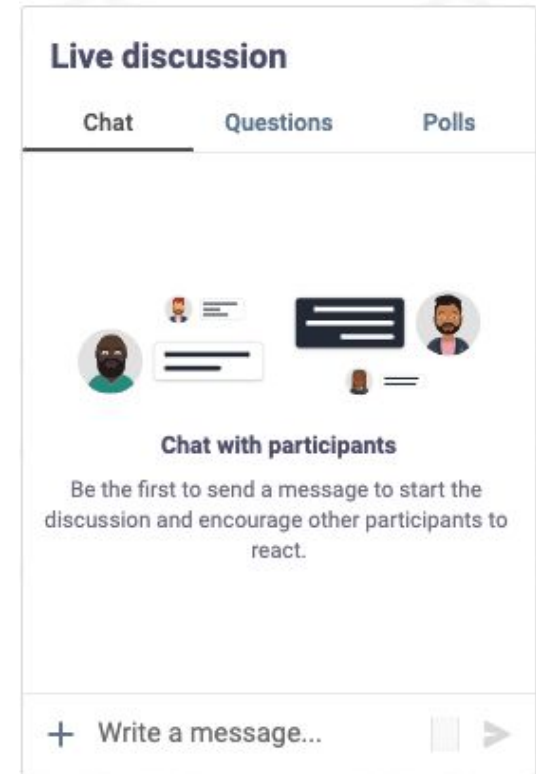 Live discussion
Chat Questions Polls
Chat with participants
Be the first to send a message to start the
discussion and encourage other participants to
react.
Write a message...